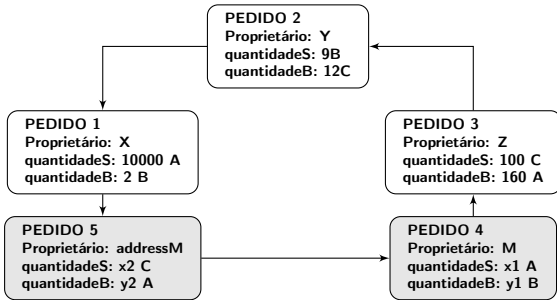 PEDIDO 2
Proprietário: Y
quantidadeS: 9B
quantidadeB: 12C
PEDIDO 1
Proprietário: X
quantidadeS: 10000 A
quantidadeB: 2 B
PEDIDO 3
Proprietário: Z
quantidadeS: 100 C
quantidadeB: 160 A
PEDIDO 5
Proprietário: addressM
quantidadeS: x2 C
quantidadeB: y2 A
PEDIDO 4
Proprietário: M
quantidadeS: x1 A
quantidadeB: y1 B